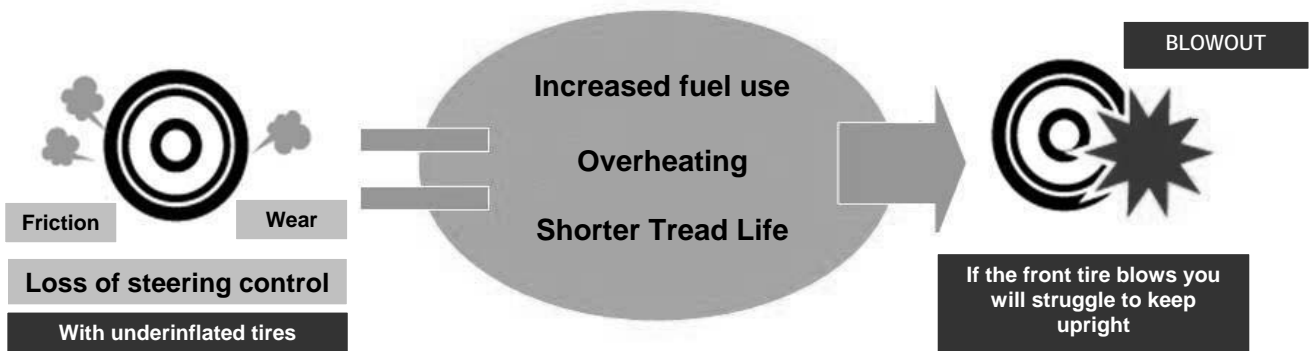 Friction
Wear
Loss of steering control
With underinflated tires
Increased fuel use
Overheating
Shorter Tread Life
BLOWOUT
If the front tire blows you
will struggle to keep
upright